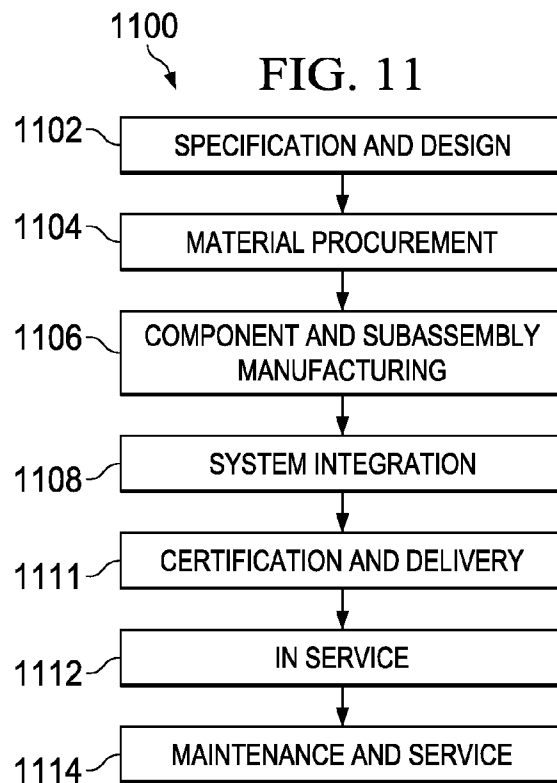 1100
FIG. 11
1102
SPECIFICATION AND DESIGN
1104
MATERIAL PROCUREMENT
1106
COMPONENT AND SUBASSEMBLY
MANUFACTURING
1108
SYSTEM INTEGRATION
1111
CERTIFICATION AND DELIVERY
1112
IN SERVICE
1114
MAINTENANCE AND SERVICE